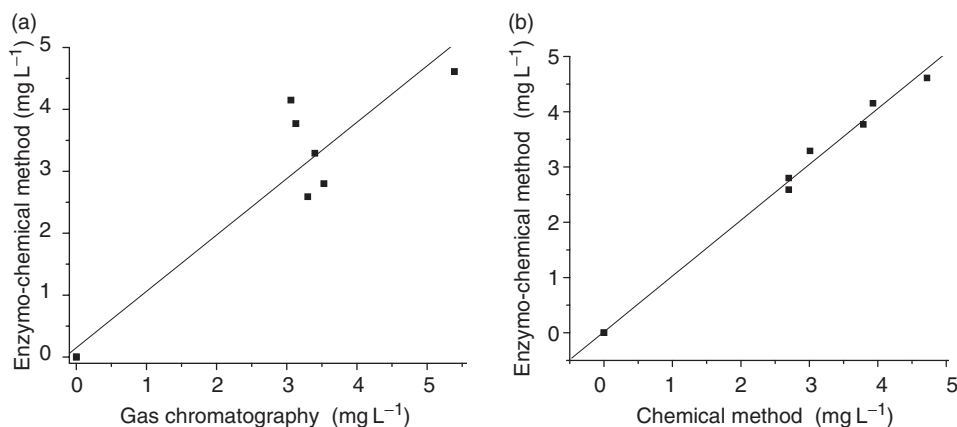 (a)
Enzymo-chemical method (mg L⁻¹)
5
4
3
2
1
0
0 1 2 3 4 5
Gas chromatography (mg L⁻¹)
(b)
Enzymo-chemical method (mg L⁻¹)
5
4
3
2
1
0
0 1 2 3 4 5
Chemical method (mg L⁻¹)